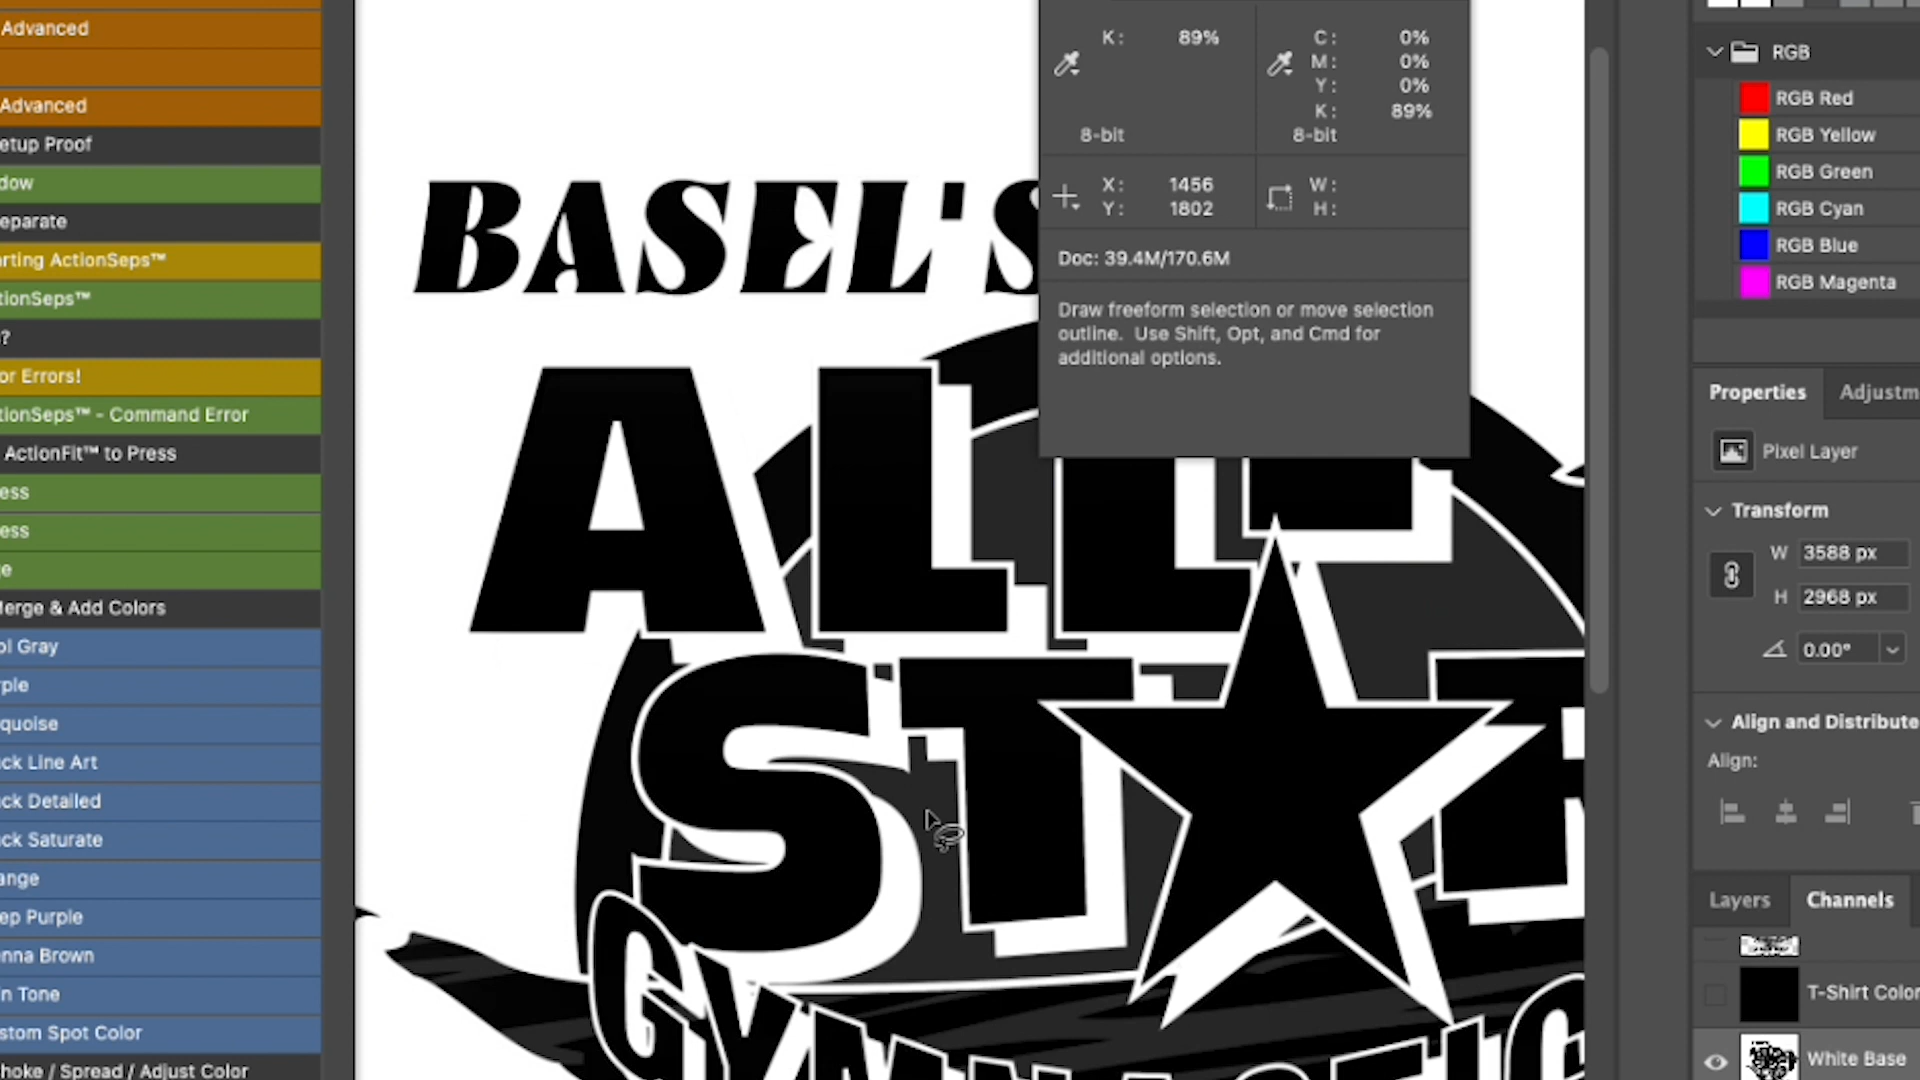 Advanced
Advanced
etup Proof
dow
eparate
arting ActionSeps™
tionSeps™
?
or Errors!
tionSeps™ - Command Error
ActionFit™ to Press
ess
ess
e
Merge & Add Colors
ol Gray
rple
quoise
ck Line Art
ck Detailed
ck Saturate
ange
ep Purple
nna Brown
n Tone
stom Spot Color
hoke / Spread / Adjust Color
BASEL'S
ALL
STAR
GYMNASTIC
K: 89%
C: 0%
M: 0%
Y: 0%
K: 89%
8-bit
8-bit
X: 1456
Y: 1802
W:
H:
Doc: 39.4M/170.6M
Draw freeform selection or move selection
outline. Use Shift, Opt, and Cmd for
additional options.
RGB
RGB Red
RGB Yellow
RGB Green
RGB Cyan
RGB Blue
RGB Magenta
Properties Adjustm
Pixel Layer
Transform
W 3588 px
H 2968 px
0.00°
Align and Distribute
Align:
Layers Channels
T-Shirt Color
White Base